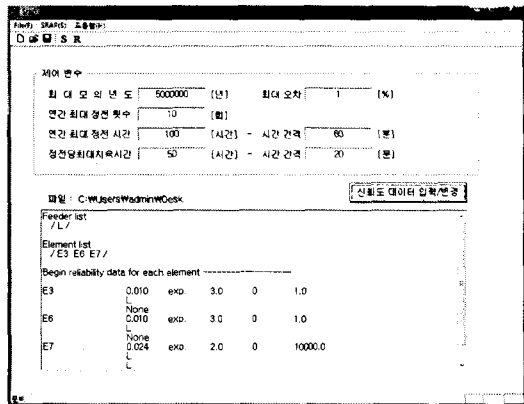 File(F) SRAP(S) 도움말(H)
S R
제어 변수
최 대 모 의 년 도 5000000 (년) 최대 오차 1 (%)
연간 최대 정전 횟수 10 (회)
연간 최대 정전 시간 100 (시간) - 시간 간격 60 (분)
정전당최대지속시간 50 (시간) - 시간 간격 20 (분)
파일 : C:₩Users₩admin₩Desk
신뢰도 데이터 입력/변경
Feeder list
/ L /
Element list
/ E3 E6 E7 /
Begin reliability data for each element
E3 0.010 exp. 3.0 0 1.0
L
None
E6 0.010 exp. 3.0 0 1.0
L
None
E7 0.024 exp. 2.0 0 10000.0
L
L